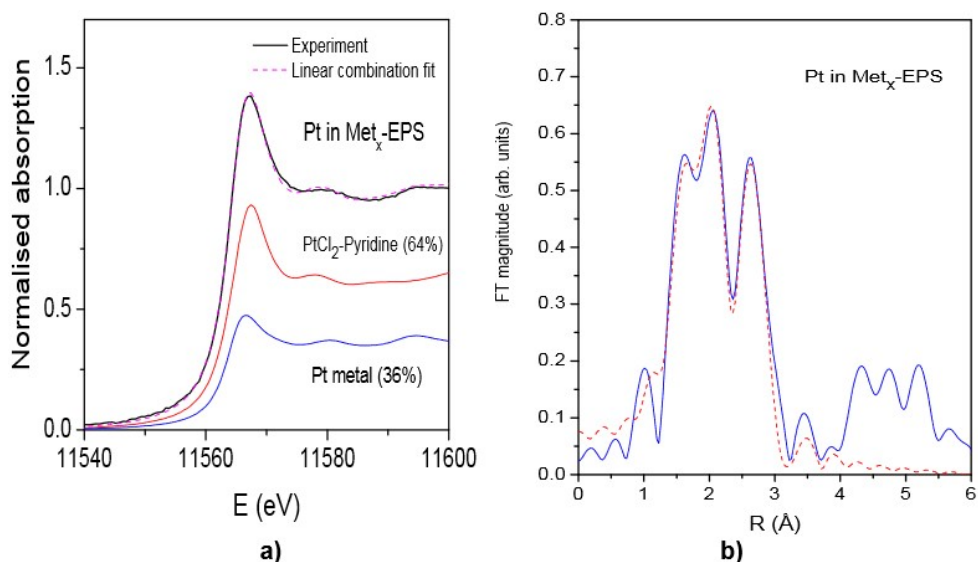 Experiment
Linear combination fit
Pt in Metₓ-EPS
PtCl₂-Pyridine (64%)
Pt metal (36%)
Normalised absorption
1.5
1.0
0.5
0.0
11540 11560 11580 11600
E (eV)
a)
Pt in Metₓ-EPS
FT magnitude (arb. units)
0.8
0.7
0.6
0.5
0.4
0.3
0.2
0.1
0.0
0 1 2 3 4 5 6
R (Å)
b)